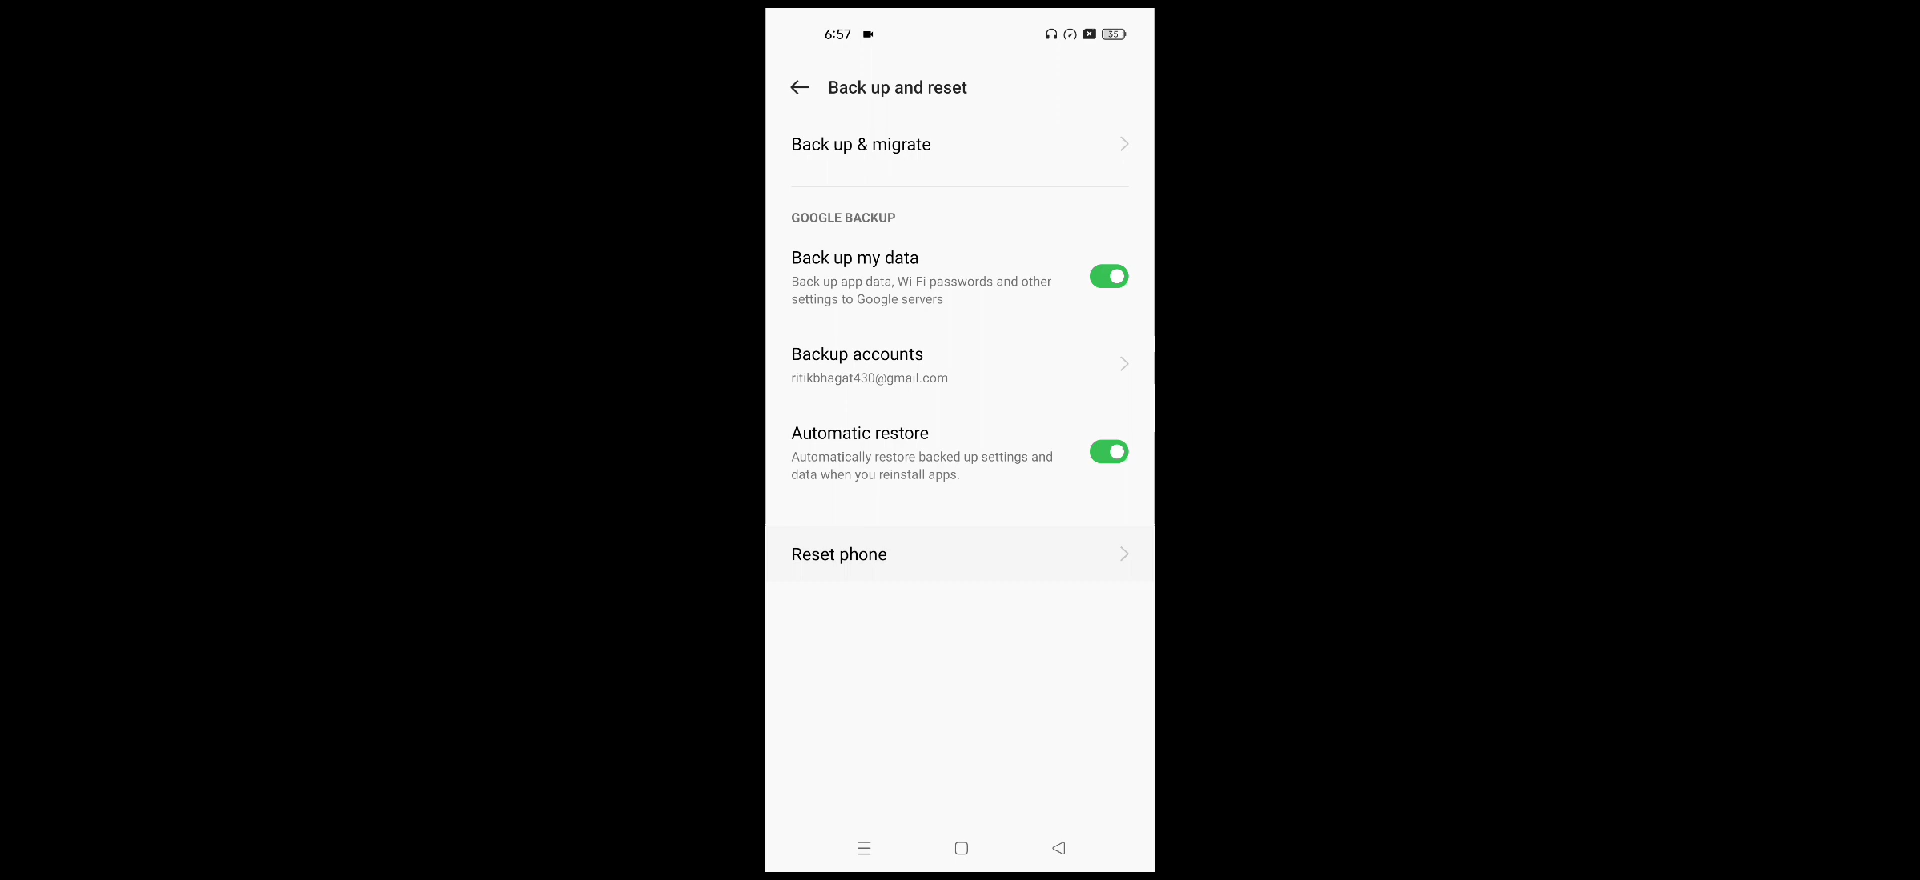 6:57
35
Back up and reset
Back up & migrate
GOOGLE BACKUP
Back up my data
Back up app data, Wi-Fi passwords and other
settings to Google servers
Backup accounts
ritikbhagat430@gmail.com
Automatic restore
Automatically restore backed up settings and
data when you reinstall apps.
Reset phone